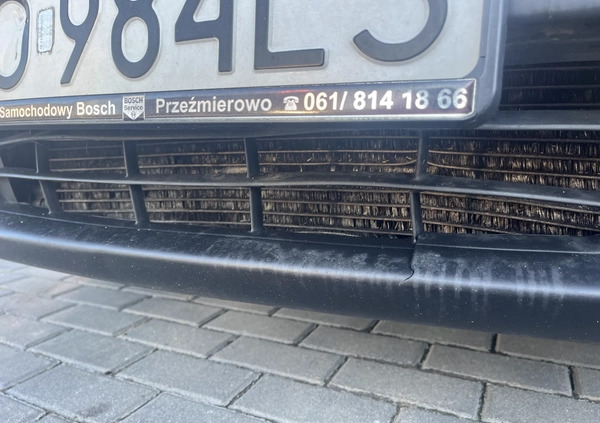 984L
Samochodowy Bosch BOSCH Service Przeźmierowo ☎ 061/ 814 18 66